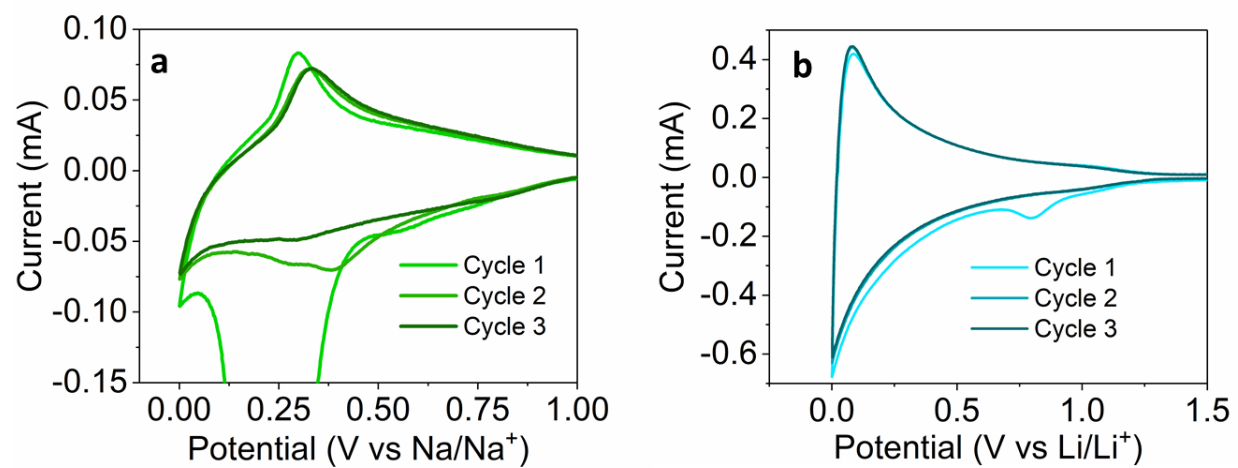 a
Current (mA)
0.10
0.05
0.00
-0.05
-0.10
-0.15
Cycle 1
Cycle 2
Cycle 3
0.00 0.25 0.50 0.75 1.00
Potential (V vs Na/Na⁺)
b
Current (mA)
0.4
0.2
0.0
-0.2
-0.4
-0.6
Cycle 1
Cycle 2
Cycle 3
0.0 0.5 1.0 1.5
Potential (V vs Li/Li⁺)